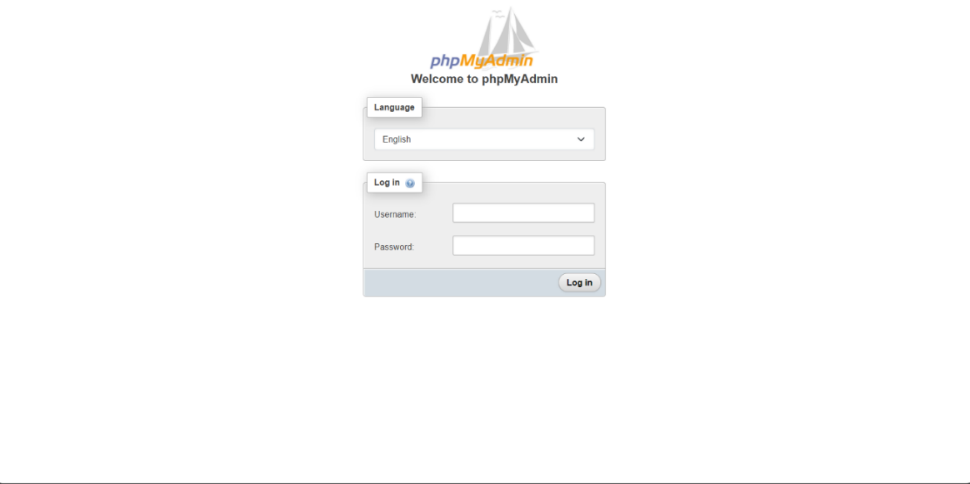 phpMyAdmin
Welcome to phpMyAdmin
Language
English
Log in
Username:
Password:
Log in